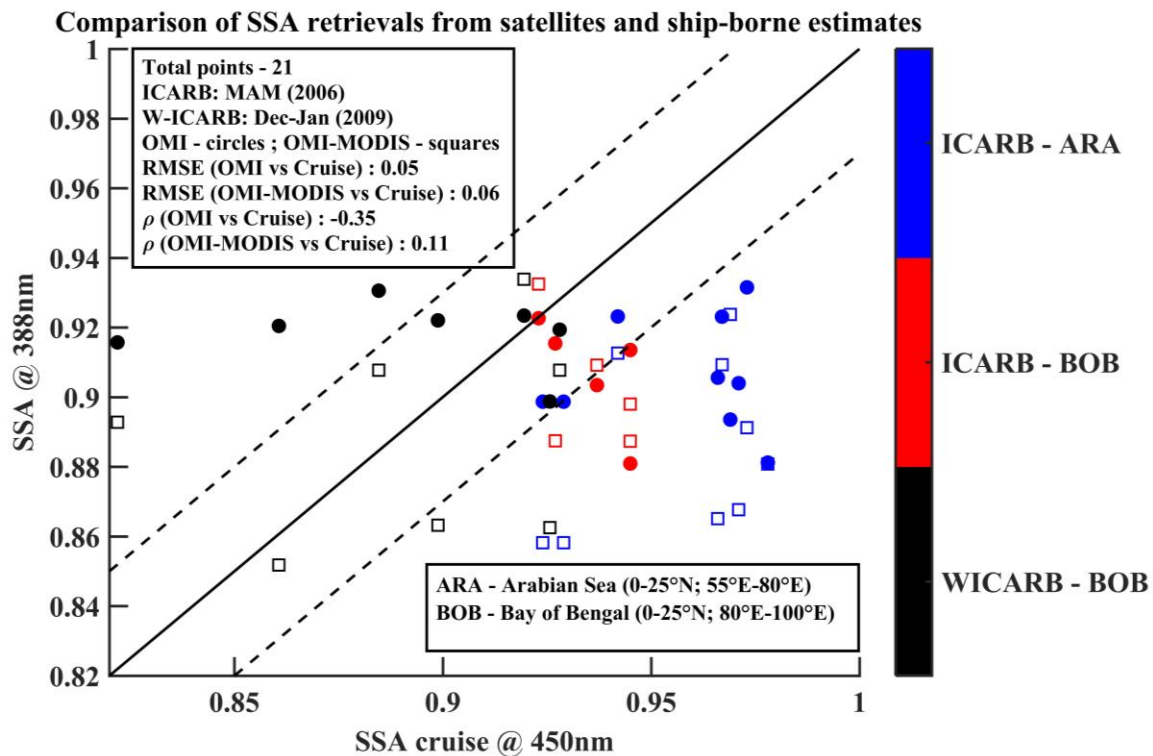 Comparison of SSA retrievals from satellites and ship-borne estimates
Total points - 21
ICARB: MAM (2006)
W-ICARB: Dec-Jan (2009)
OMI - circles ; OMI-MODIS - squares
RMSE (OMI vs Cruise) : 0.05
RMSE (OMI-MODIS vs Cruise) : 0.06
ρ (OMI vs Cruise) : -0.35
ρ (OMI-MODIS vs Cruise) : 0.11
1
0.98
0.96
0.94
0.92
0.9
0.88
0.86
0.84
0.82
SSA @ 388nm
ARA - Arabian Sea (0-25°N; 55°E-80°E)
BOB - Bay of Bengal (0-25°N; 80°E-100°E)
0.85
0.9
0.95
1
SSA cruise @ 450nm
ICARB - ARA
ICARB - BOB
WICARB - BOB